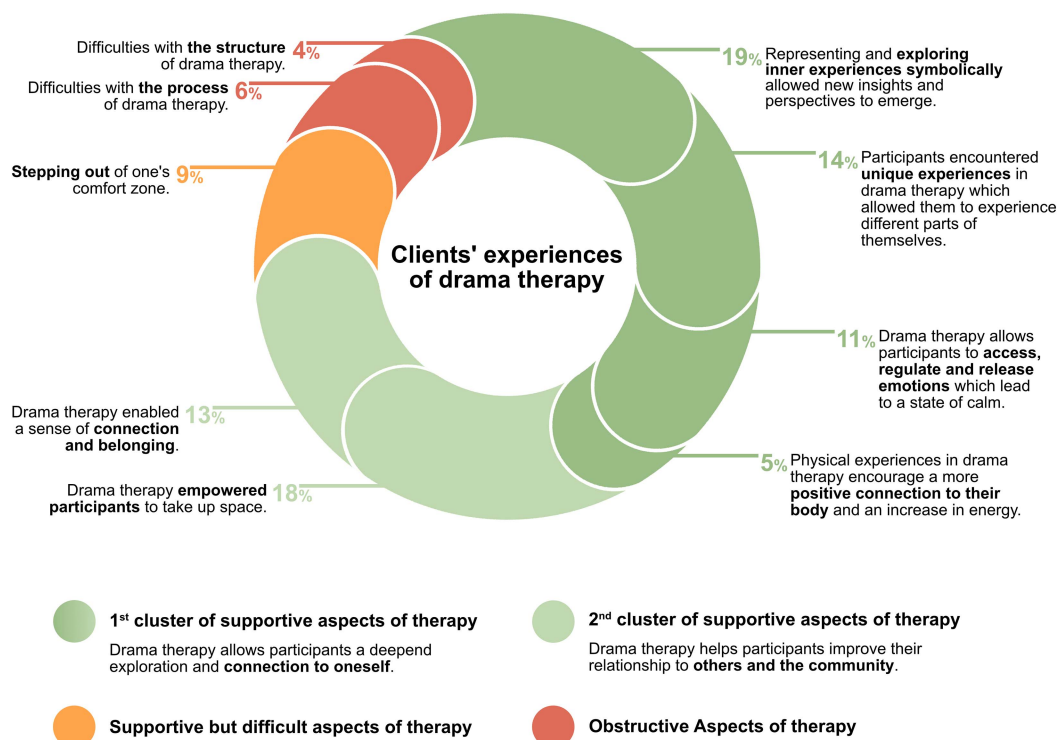 Difficulties with the structure
of drama therapy.
4%
Difficulties with the process
of drama therapy.
6%
Stepping out of one's
comfort zone.
9%
Drama therapy enabled
a sense of connection
and belonging.
13%
Drama therapy empowered
participants to take up space.
18%
Clients' experiences
of drama therapy
19%
Representing and exploring
inner experiences symbolically
allowed new insights and
perspectives to emerge.
14%
Participants encountered
unique experiences in
drama therapy which
allowed them to experience
different parts of
themselves.
11%
Drama therapy allows
participants to access,
regulate and release
emotions which lead
to a state of calm.
5%
Physical experiences in drama
therapy encourage a more
positive connection to their
body and an increase in energy.
1st cluster of supportive aspects of therapy
Drama therapy allows participants a deepend
exploration and connection to oneself.
2nd cluster of supportive aspects of therapy
Drama therapy helps participants improve their
relationship to others and the community.
Supportive but difficult aspects of therapy
Obstructive Aspects of therapy